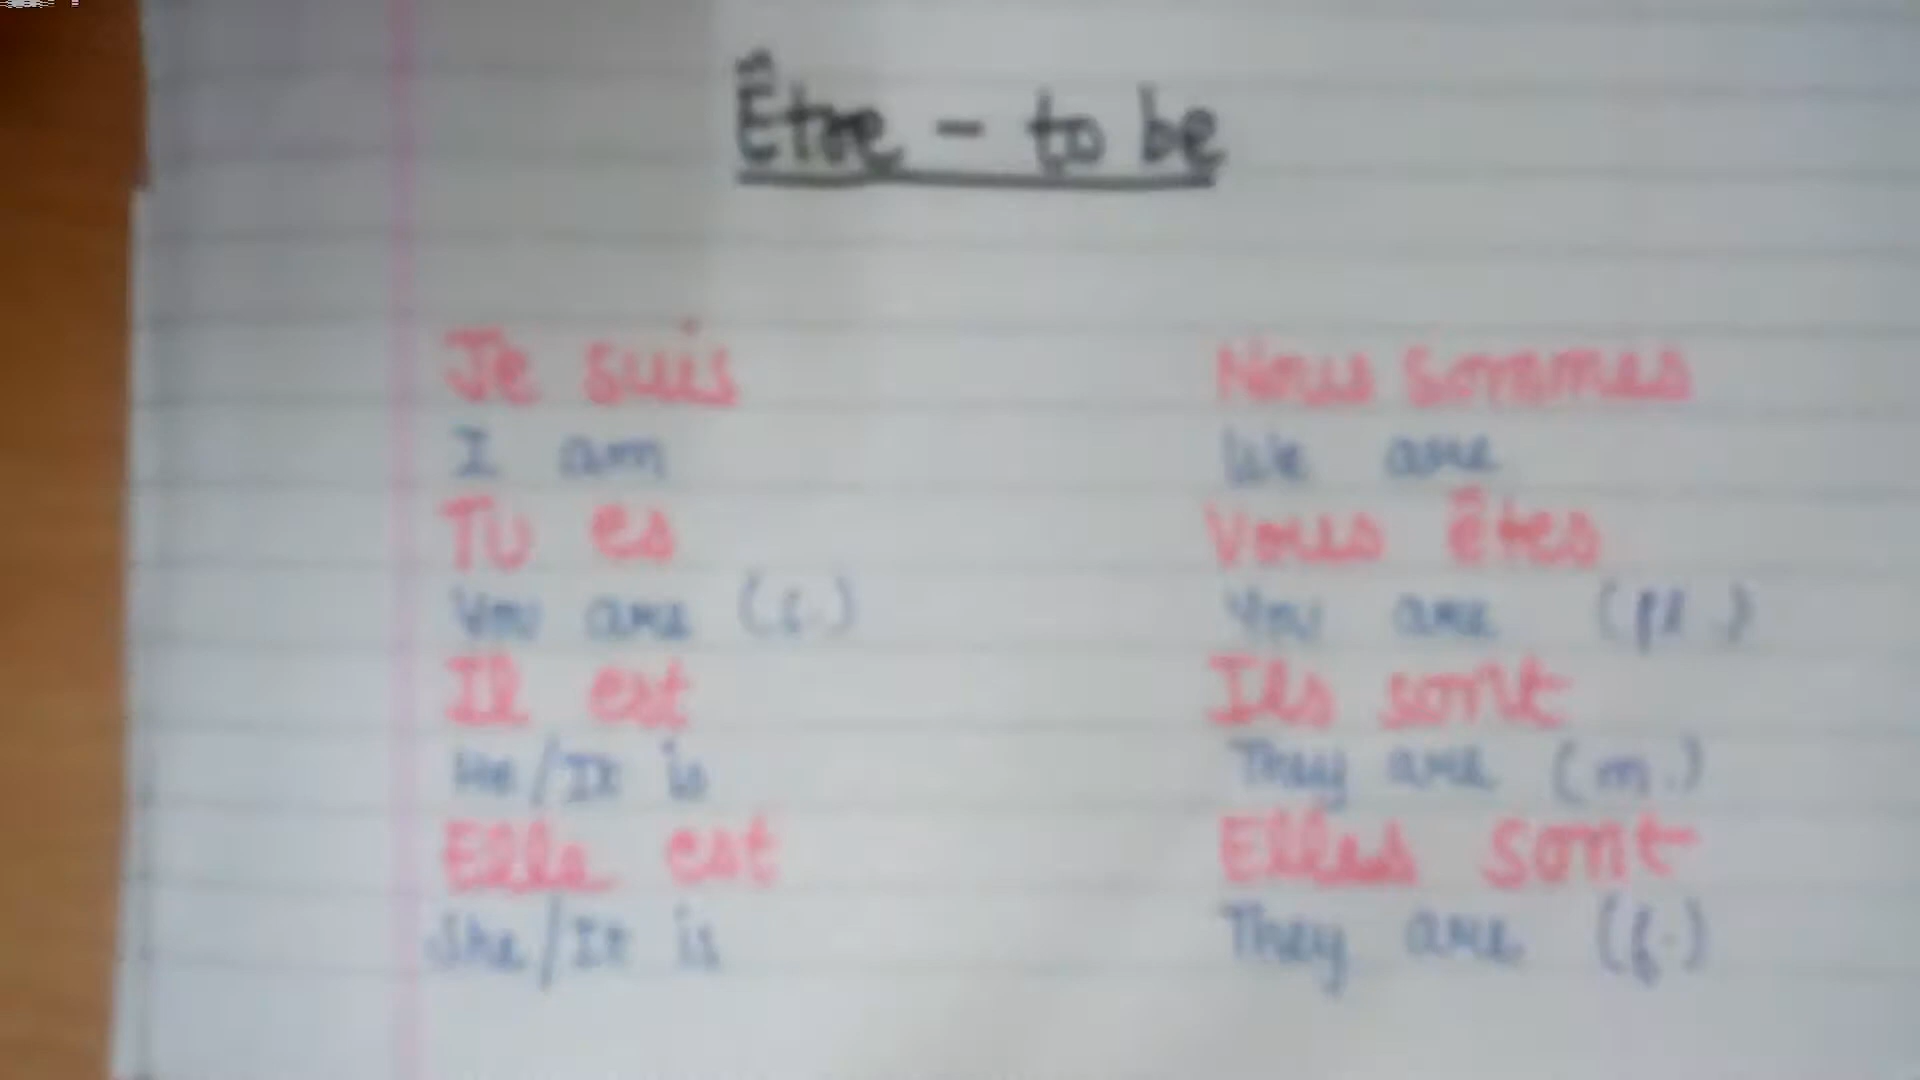 Être - to be
Je suis
I am
Tu es
You are (s.)
Il est
He/It is
Elle est
She/It is
Nous sommes
We are
Vous êtes
You are (pl.)
Ils sont
They are (m.)
Elles sont
They are (f.)